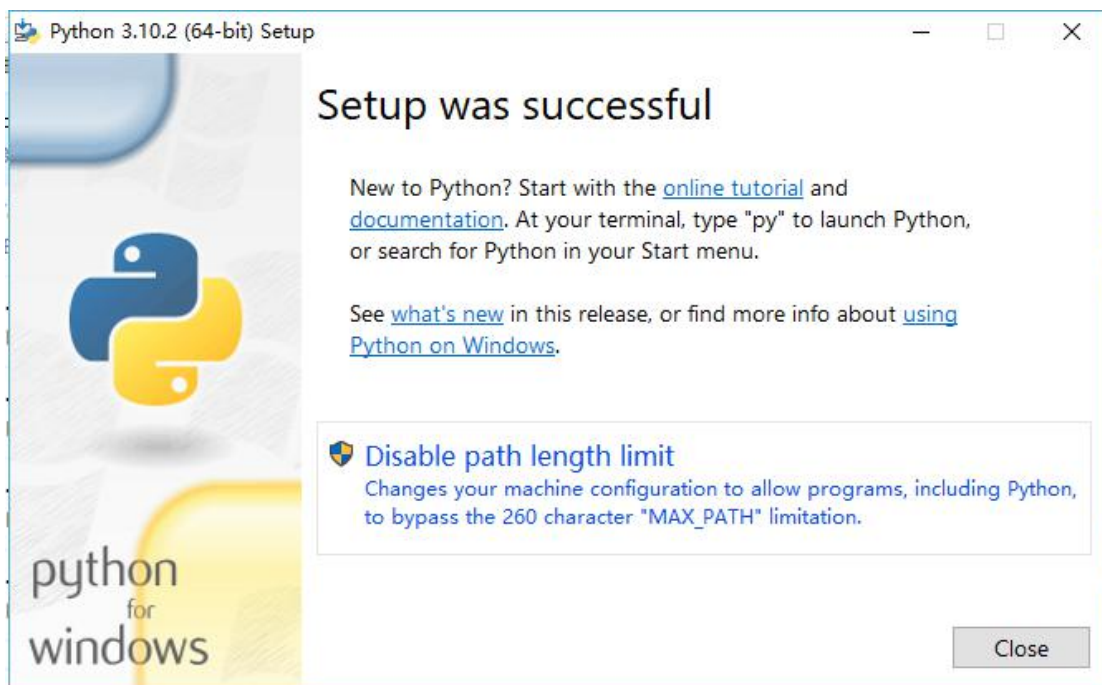 Python 3.10.2 (64-bit) Setup
Setup was successful
New to Python? Start with the online tutorial and
documentation. At your terminal, type "py" to launch Python,
or search for Python in your Start menu.
See what's new in this release, or find more info about using
Python on Windows.
Disable path length limit
Changes your machine configuration to allow programs, including Python,
to bypass the 260 character "MAX_PATH" limitation.
python
for
windows
Close